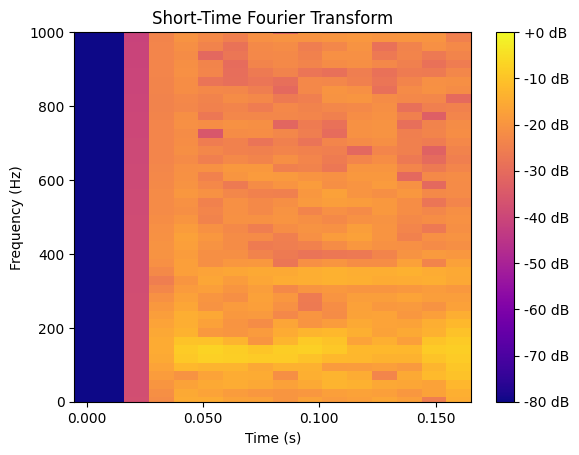 Short-Time Fourier Transform
1000
800
600
400
200
0
Frequency (Hz)
0.000
0.050
0.100
0.150
Time (s)
+0 dB
-10 dB
-20 dB
-30 dB
-40 dB
-50 dB
-60 dB
-70 dB
-80 dB